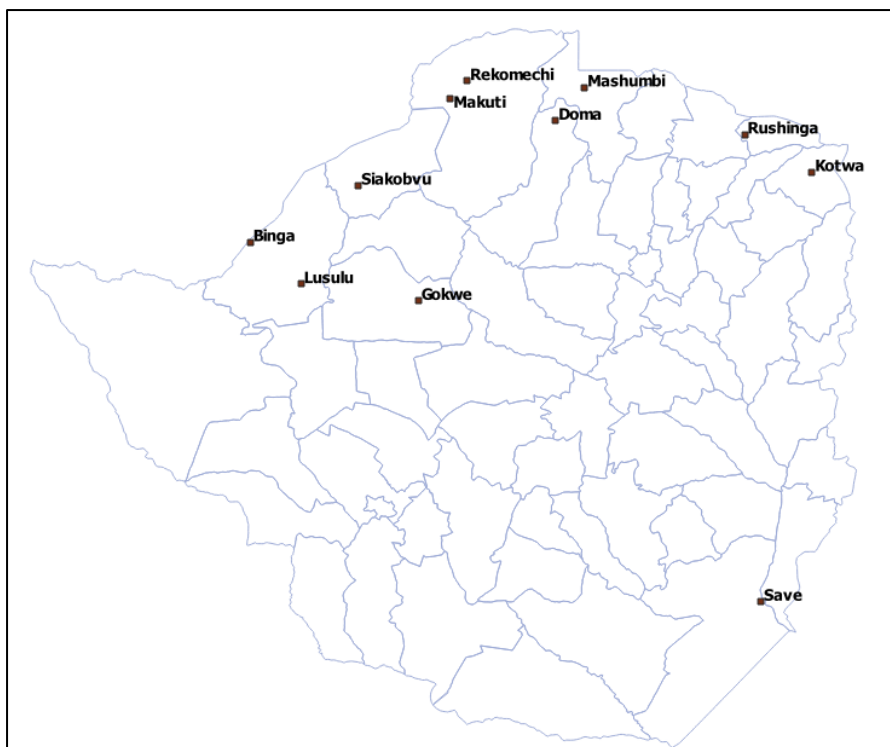 Rekomechi
Mashumbi
Makuti
Doma
Rushinga
Kotwa
Siakobvu
Binga
Lusulu
Gokwe
Save